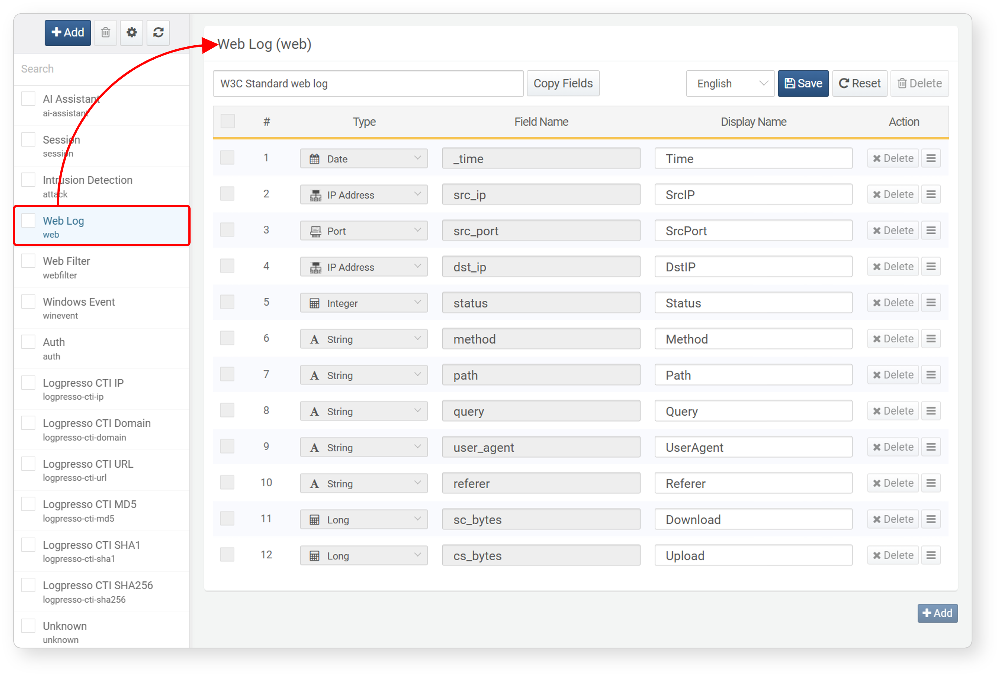 Add
Search
AI Assistant
ai-assistant
Session
session
Intrusion Detection
attack
Web Log
web
Web Filter
webfilter
Windows Event
winevent
Auth
auth
Logpresso CTI IP
logpresso-cti-ip
Logpresso CTI Domain
logpresso-cti-domain
Logpresso CTI URL
logpresso-cti-url
Logpresso CTI MD5
logpresso-cti-md5
Logpresso CTI SHA1
logpresso-cti-sha1
Logpresso CTI SHA256
logpresso-cti-sha256
Unknown
unknown
Web Log (web)
W3C Standard web log Copy Fields English Save Reset Delete
# Type Field Name Display Name Action
1 Date _time Time Delete
2 IP Address src_ip SrcIP Delete
3 Port src_port SrcPort Delete
4 IP Address dst_ip DstIP Delete
5 Integer status Status Delete
6 String method Method Delete
7 String path Path Delete
8 String query Query Delete
9 String user_agent UserAgent Delete
10 String referer Referer Delete
11 Long sc_bytes Download Delete
12 Long cs_bytes Upload Delete
Add